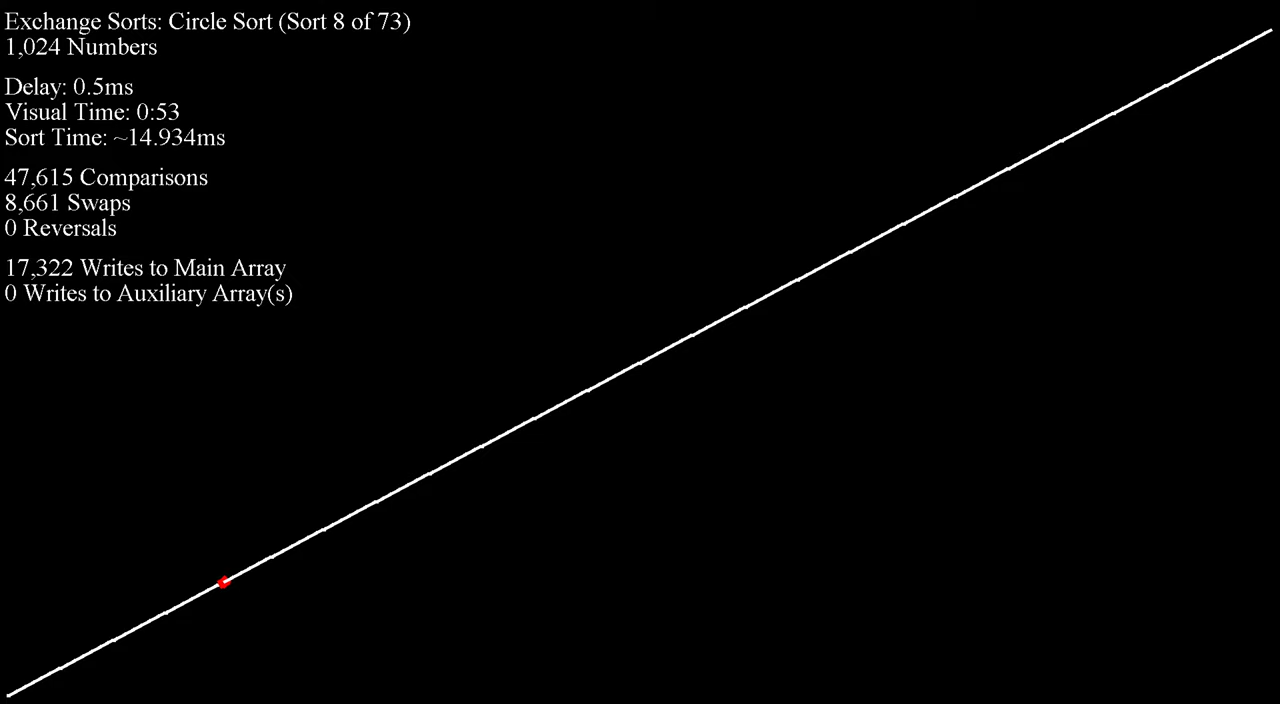 Exchange Sorts: Circle Sort (Sort 8 of 73)
1,024 Numbers
Delay: 0.5ms
Visual Time: 0:53
Sort Time: ~14.934ms
47,615 Comparisons
8,661 Swaps
0 Reversals
17,322 Writes to Main Array
0 Writes to Auxiliary Array(s)